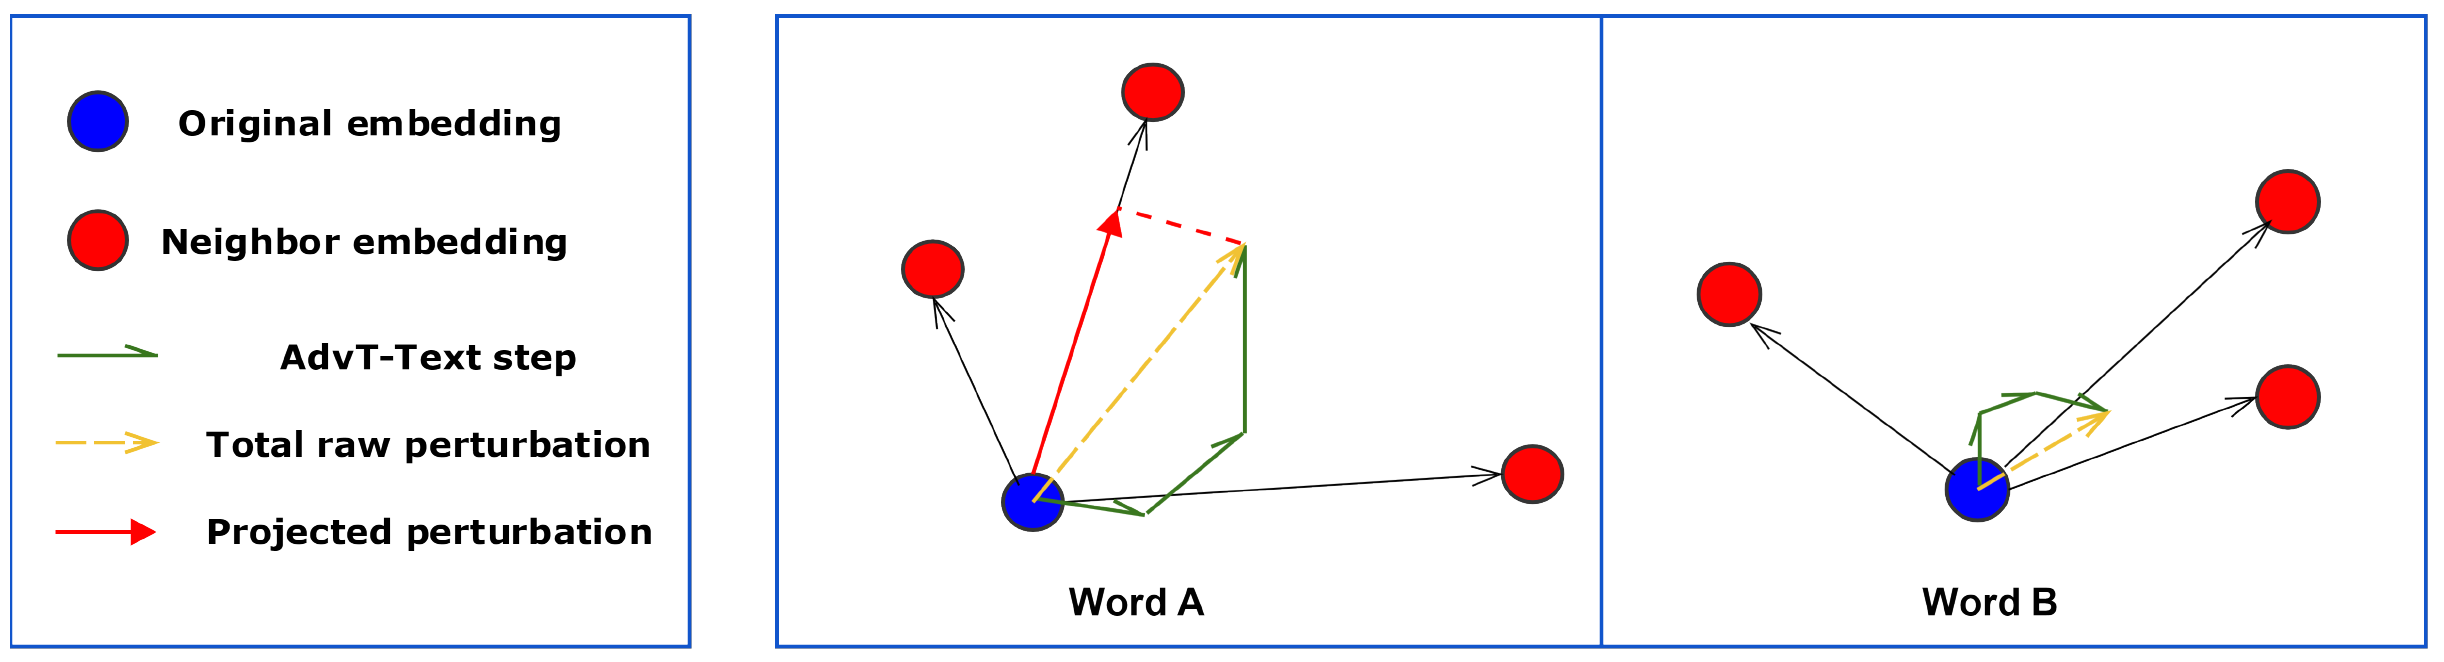 Original embedding
Neighbor embedding
AdvT-Text step
Total raw perturbation
Projected perturbation
Word A
Word B